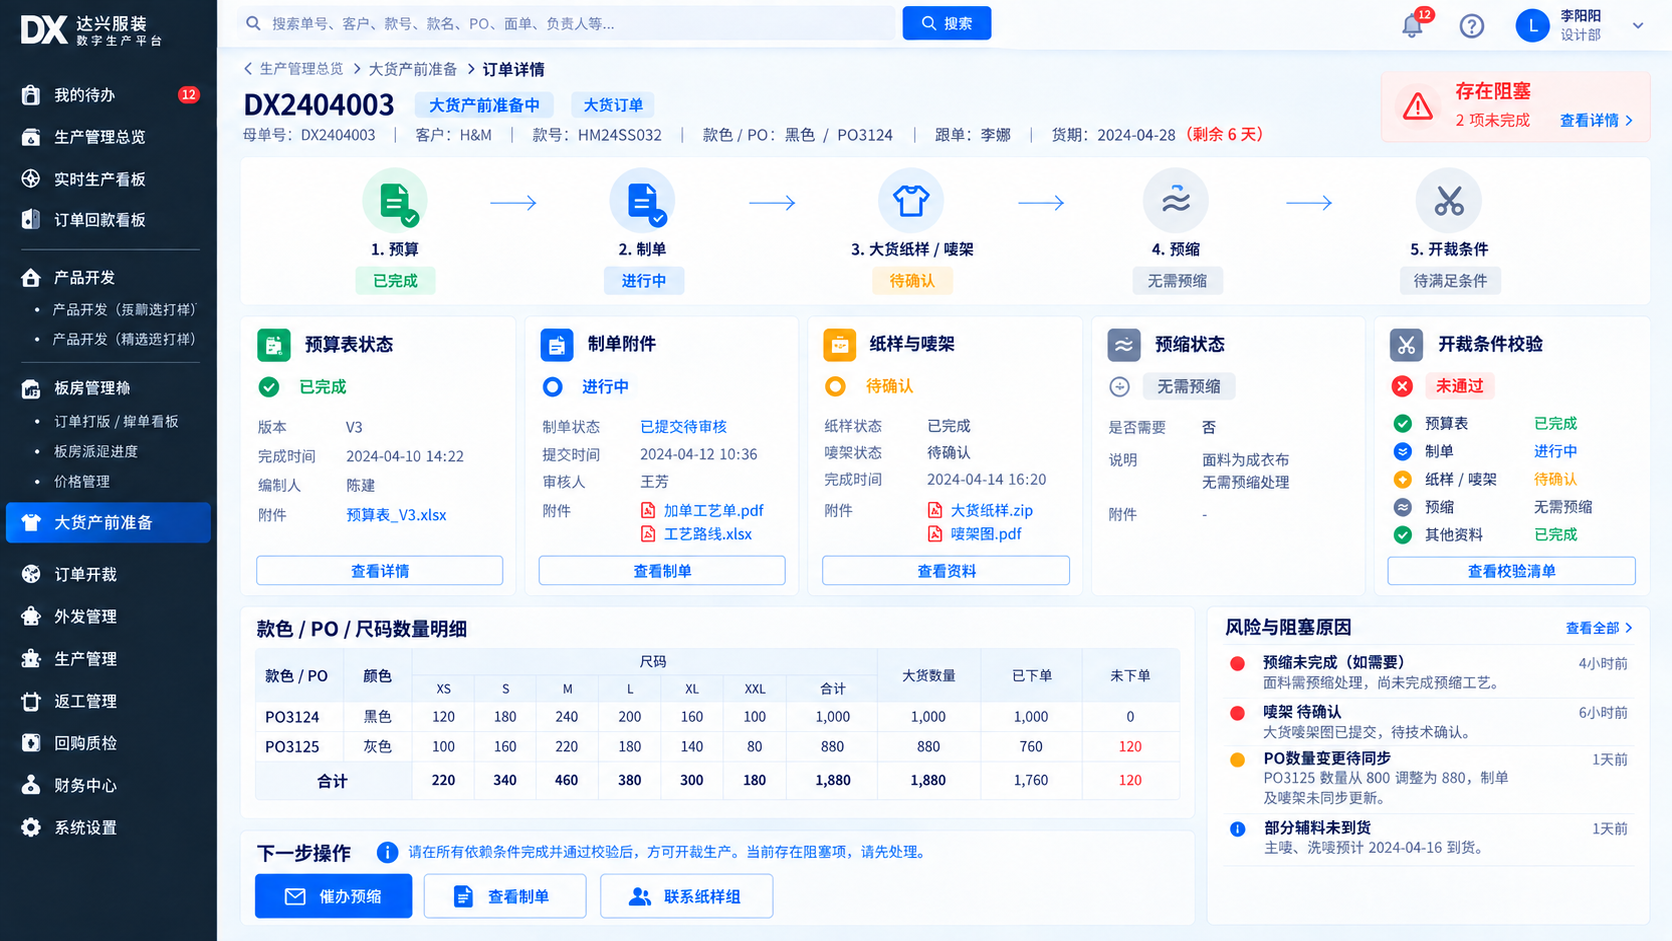 DX 达兴服装
数字生产平台
搜索单号、客户、款号、款名、PO、面单、负责人等...
搜索
12
L
李阳阳
设计部
我的待办
12
生产管理总览
实时生产看板
订单回款看板
产品开发
产品开发（
选打样）
产品开发（精选选打样）
板房管理
订单打版 /
单看板
板房派
进度
价格管理
大货产前准备
订单开裁
外发管理
生产管理
返工管理
回购质检
财务中心
系统设置
生产管理总览 > 大货产前准备 > 订单详情
DX2404003 大货产前准备中 大货订单
母单号：DX2404003 | 客户：H&M | 款号：HM24SS032 | 款色 / PO：黑色 / PO3124 | 跟单：李娜 | 货期：2024-04-28（剩余 6 天）
存在阻塞
2 项未完成 查看详情 >
1. 预算
已完成
2. 制单
进行中
3. 大货纸样 / 唛架
待确认
4. 预缩
无需预缩
5. 开裁条件
待满足条件
预算表状态
已完成
版本 V3
完成时间 2024-04-10 14:22
编制人 陈建
附件 预算表_V3.xlsx
查看详情
制单附件
进行中
制单状态 已提交待审核
提交时间 2024-04-12 10:36
审核人 王芳
附件 加单工艺单.pdf
工艺路线.xlsx
查看制单
纸样与唛架
待确认
纸样状态 已完成
唛架状态 待确认
完成时间 2024-04-14 16:20
附件 大货纸样.zip
唛架图.pdf
查看资料
预缩状态
无需预缩
是否需要 否
说明 面料为成衣布
无需预缩处理
附件 -
开裁条件校验
未通过
预算表 已完成
制单 进行中
纸样 / 唛架 待确认
预缩 无需预缩
其他资料 已完成
查看校验清单
款色 / PO / 尺码数量明细
款色 / PO 颜色 尺码 大货数量 已下单 未下单
XS S M L XL XXL 合计
PO3124 黑色 120 180 240 200 160 100 1,000 1,000 1,000 0
PO3125 灰色 100 160 220 180 140 80 880 880 760 120
合计 220 340 460 380 300 180 1,880 1,880 1,760 120
风险与阻塞原因 查看全部 >
预缩未完成（如需要） 4小时前
面料需预缩处理，尚未完成预缩工艺。
唛架 待确认 6小时前
大货唛架图已提交，待技术确认。
PO数量变更待同步 1天前
PO3125 数量从 800 调整为 880，制单
及唛架未同步更新。
部分辅料未到货 1天前
主唛、洗唛预计 2024-04-16 到货。
下一步操作 请在所有依赖条件完成并通过校验后，方可开裁生产。当前存在阻塞项，请先处理。
催办预缩
查看制单
联系纸样组